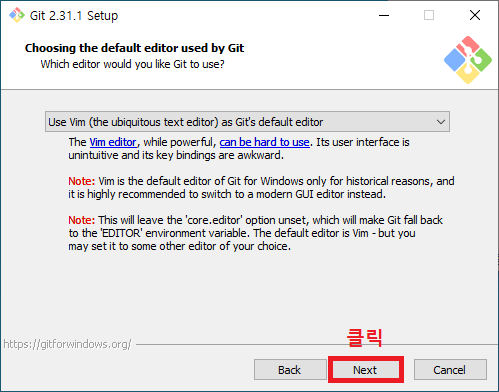 Git 2.31.1 Setup
Choosing the default editor used by Git
Which editor would you like Git to use?
Use Vim (the ubiquitous text editor) as Git's default editor
The Vim editor, while powerful, can be hard to use. Its user interface is
unintuitive and its key bindings are awkward.
Note: Vim is the default editor of Git for Windows only for historical reasons, and
it is highly recommended to switch to a modern GUI editor instead.
Note: This will leave the 'core.editor' option unset, which will make Git fall back
to the 'EDITOR' environment variable. The default editor is Vim - but you
may set it to some other editor of your choice.
https://gitforwindows.org/
클릭
Back
Next
Cancel